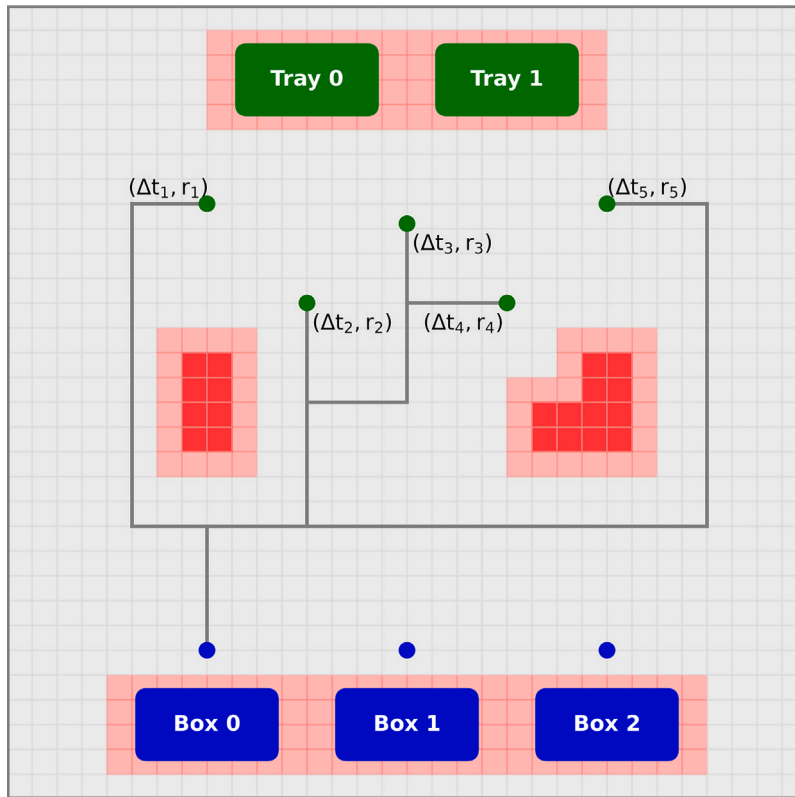 Tray 0 Tray 1
(Δt₁, r₁) (Δt₅, r₅)
(Δt₃, r₃)
(Δt₂, r₂) (Δt₄, r₄)
Box 0 Box 1 Box 2